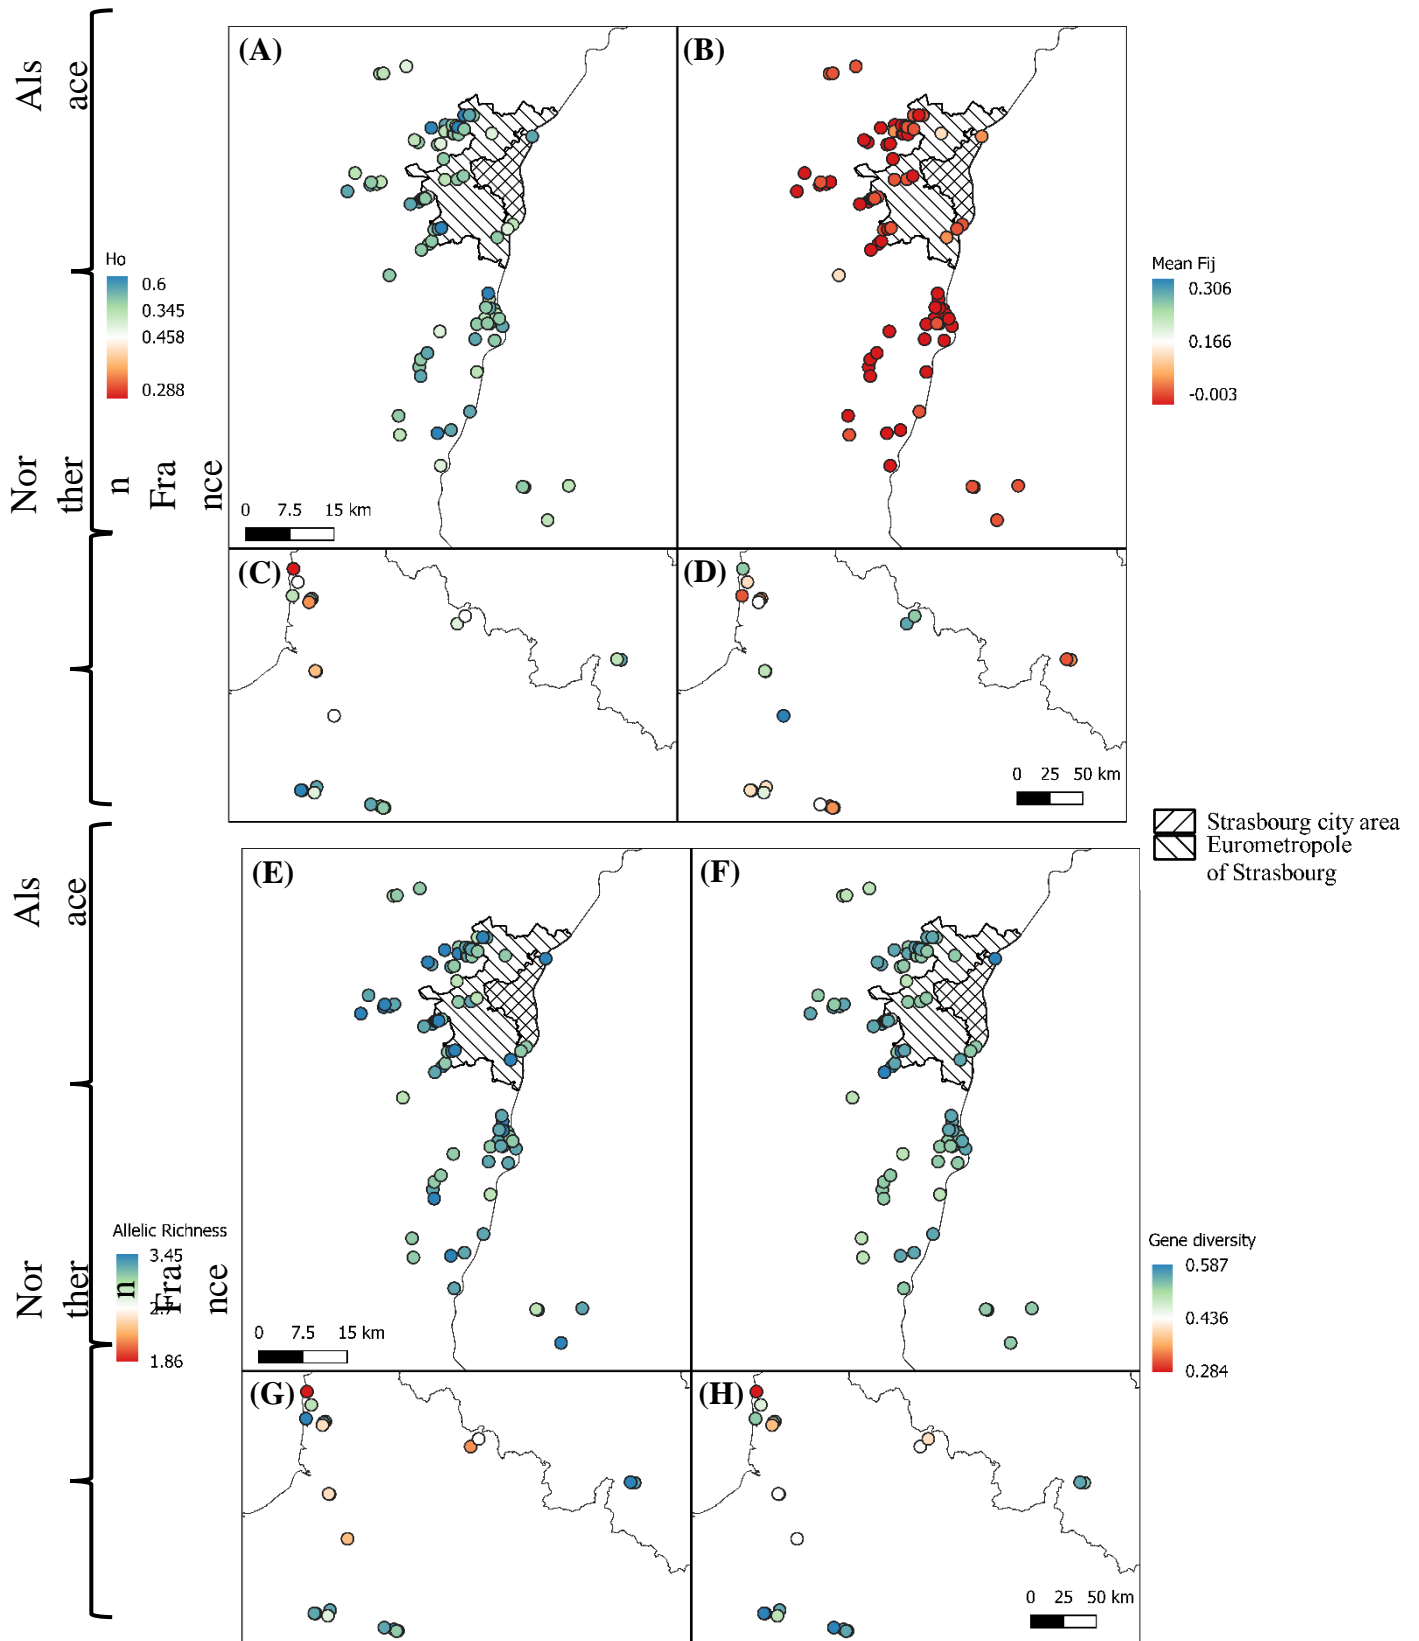 (A)
(B)
Als
ace
Ho
0.6
0.345
0.458
0.288
Mean Fij
0.306
0.166
-0.003
Nor
ther
n
Fra
nce
0 7.5 15 km
(C)
(D)
0 25 50 km
Strasbourg city area
Eurometropole
of Strasbourg
(E)
(F)
Als
ace
Allelic Richness
3.45
2.7
1.86
Gene diversity
0.587
0.436
0.284
Nor
ther
n
Fra
nce
0 7.5 15 km
(G)
(H)
0 25 50 km